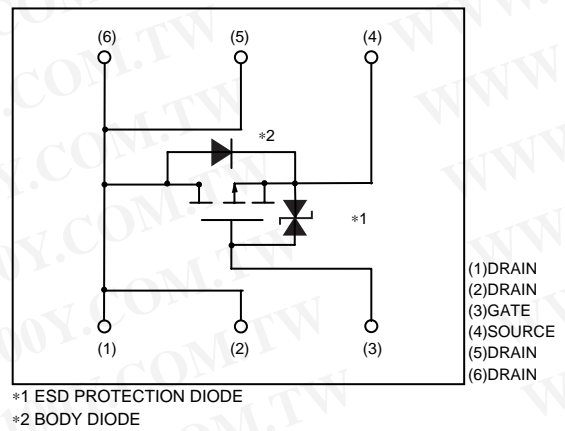 (6) (5) (4)
∗2
∗1
(1) (2) (3)
(1)DRAIN
(2)DRAIN
(3)GATE
(4)SOURCE
(5)DRAIN
(6)DRAIN
∗1 ESD PROTECTION DIODE
∗2 BODY DIODE